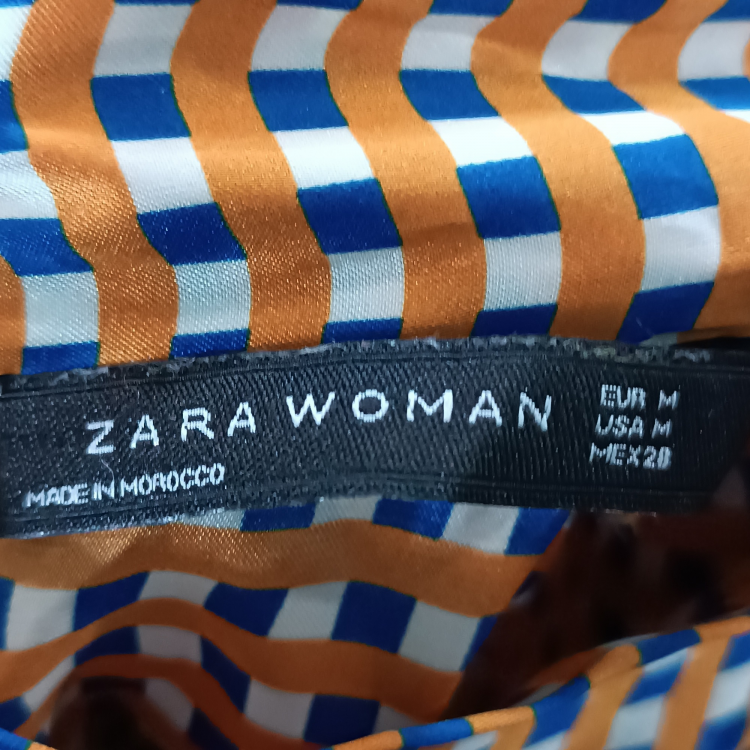 ZARA WOMAN
MADE IN MOROCCO
EUR M
USA M
MEX 28